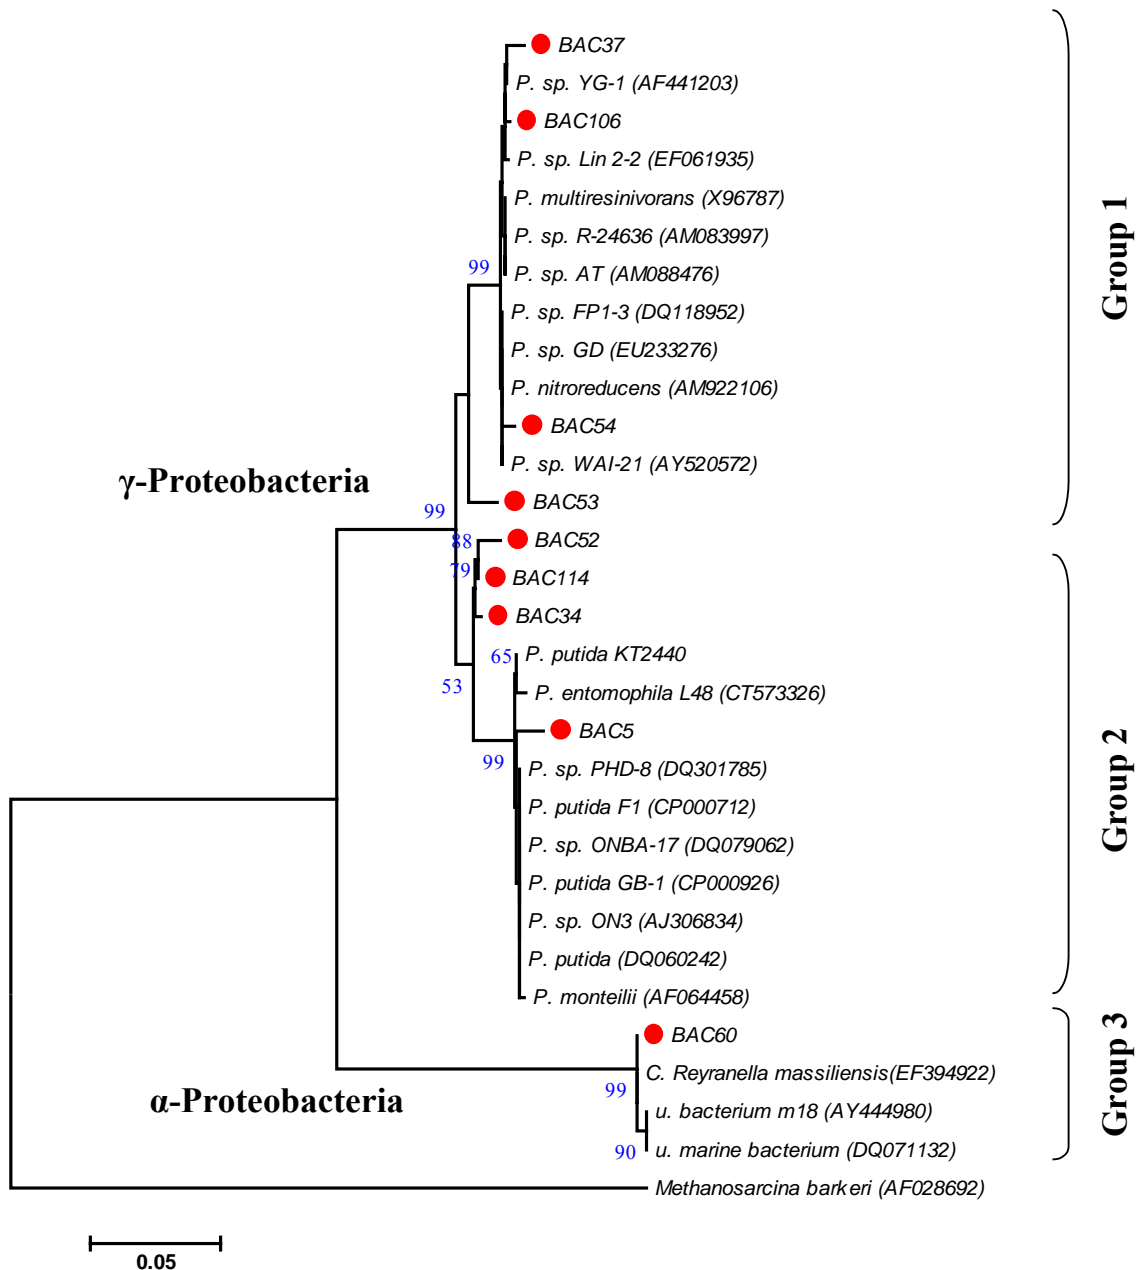 BAC37
P. sp. YG-1 (AF441203)
BAC106
P. sp. Lin 2-2 (EF061935)
P. multiresinivorans (X96787)
P. sp. R-24636 (AM083997)
99
P. sp. AT (AM088476)
P. sp. FP1-3 (DQ118952)
P. sp. GD (EU233276)
P. nitroreducens (AM922106)
BAC54
P. sp. WAI-21 (AY520572)
Group 1
γ-Proteobacteria
BAC53
99
88
BAC52
79
BAC114
BAC34
65
P. putida KT2440
53
P. entomophila L48 (CT573326)
BAC5
99
P. sp. PHD-8 (DQ301785)
P. putida F1 (CP000712)
P. sp. ONBA-17 (DQ079062)
P. putida GB-1 (CP000926)
P. sp. ON3 (AJ306834)
P. putida (DQ060242)
P. monteilii (AF064458)
Group 2
BAC60
99
C. Reyranella massiliensis(EF394922)
α-Proteobacteria
u. bacterium m18 (AY444980)
90
u. marine bacterium (DQ071132)
Group 3
Methanosarcina barkeri (AF028692)
0.05